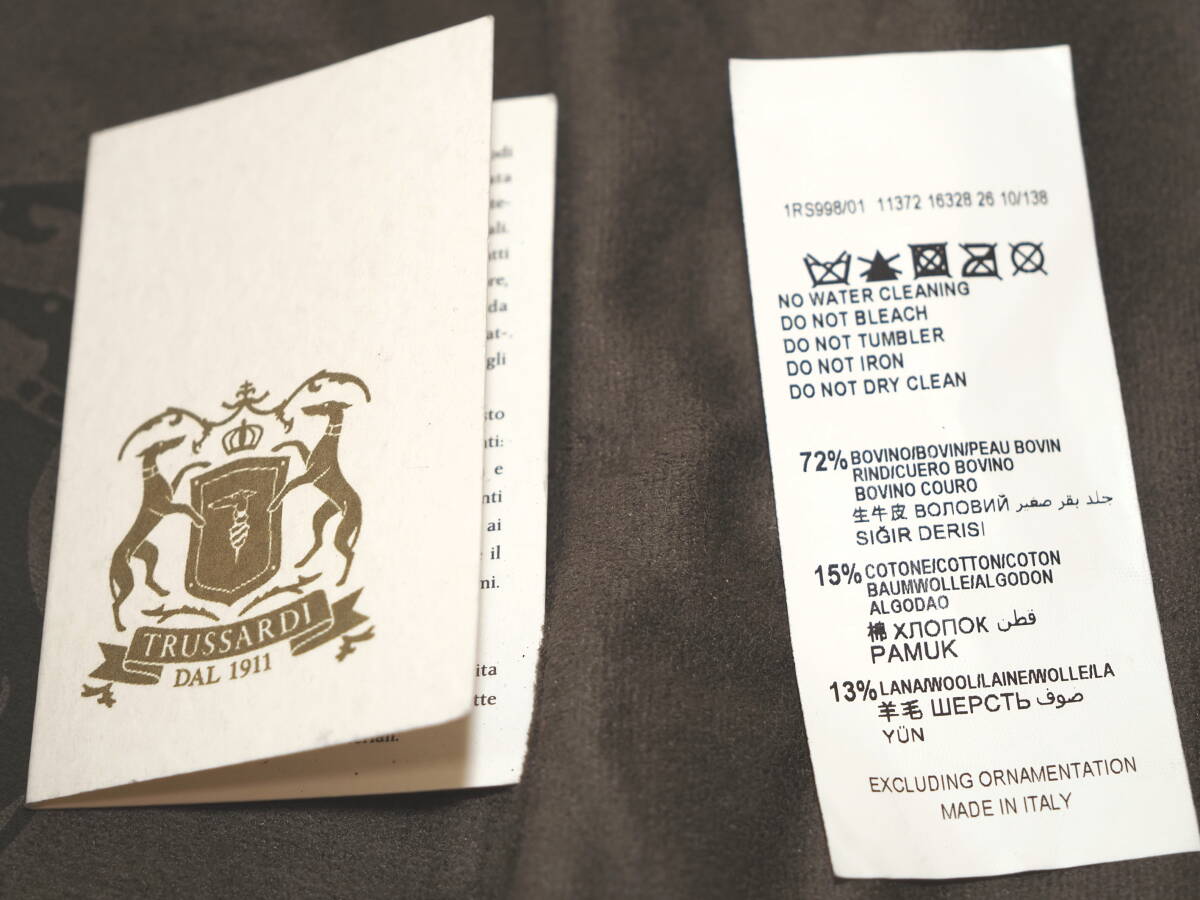 TRUSSARDI
DAL 1911
sto
e
ai
il
1RS998/01 11372 16328 26 10/138
NO WATER CLEANING
DO NOT BLEACH
DO NOT TUMBLER
DO NOT IRON
DO NOT DRY CLEAN
72% BOVINO/BOVIN/PEAU BOVIN
RIND/CUERO BOVINO
BOVINO COURO
生牛皮 ВОЛОВИЙ جلد بقر صغير
SIĞIR DERISI
15% COTONE/COTTON/COTON
BAUMWOLLE/ALGODON
ALGODAO
棉 ХЛОПОК قطن
PAMUK
13% LANA/WOOL/LAINE/WOLLE/LA
羊毛 ШЕРСТЬ صوف
YÜN
EXCLUDING ORNAMENTATION
MADE IN ITALY